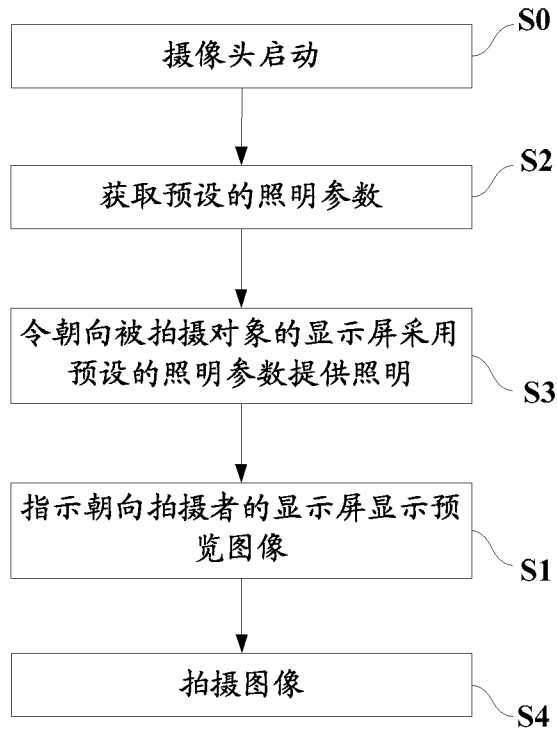 S0
摄像头启动
S2
获取预设的照明参数
令朝向被拍摄对象的显示屏采用
预设的照明参数提供照明
S3
指示朝向拍摄者的显示屏显示预
览图像
S1
拍摄图像
S4